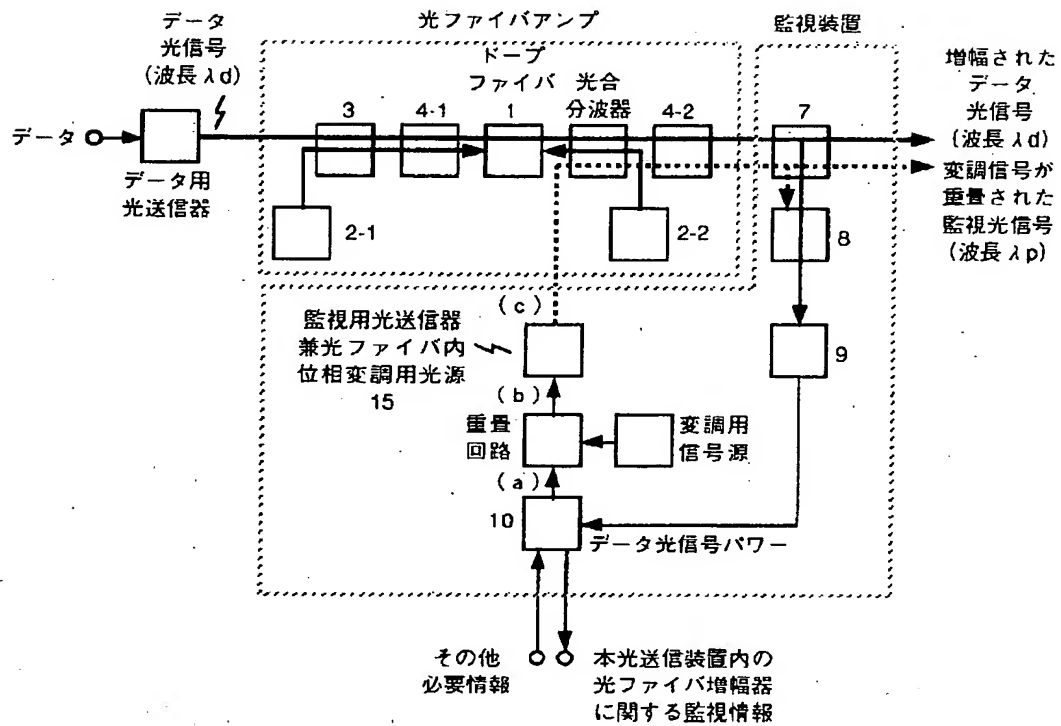 データ
光信号
(波長λd)
光ファイバアンプ
監視装置
ドープ
ファイバ
光合
分波器
増幅された
データ
光信号
(波長λd)
データ
データ用
光送信器
3
4-1
1
4-2
7
2-1
2-2
8
9
変調信号が
重畳された
監視光信号
(波長λp)
(c)
監視用光送信器
兼光ファイバ内
位相変調用光源
15
(b)
重畳
回路
変調用
信号源
(a)
10
データ光信号パワー
その他
必要情報
本光送信装置内の
光ファイバ増幅器
に関する監視情報